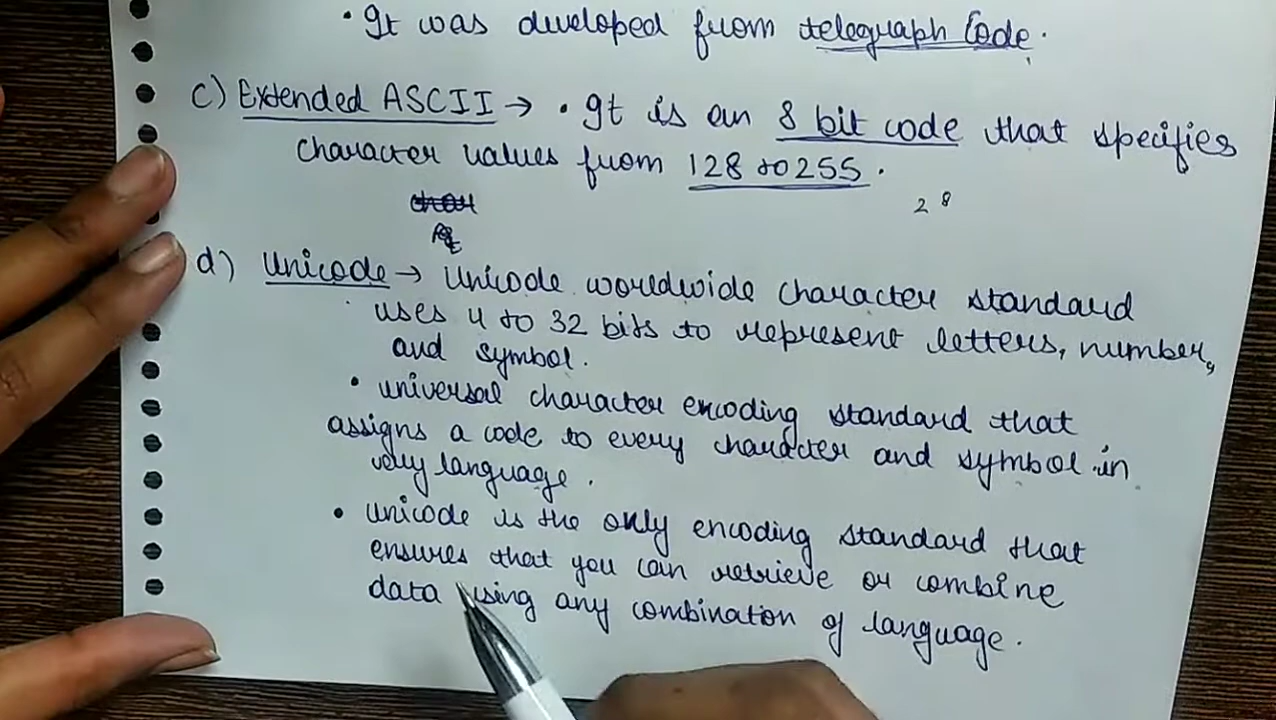 • It was developed from telegraph Code.
c) Extended ASCII → • It is an 8 bit code that specifies
character values from 128 to 255.
2 8
d) Unicode → Unicode worldwide character standard
uses 4 to 32 bits to represent letters, number,
and symbol.
• universal character encoding standard that
assigns a code to every character and symbol in
very language.
• unicode is the only encoding standard that
ensures that you can retrieve or combine
data using any combination of language.